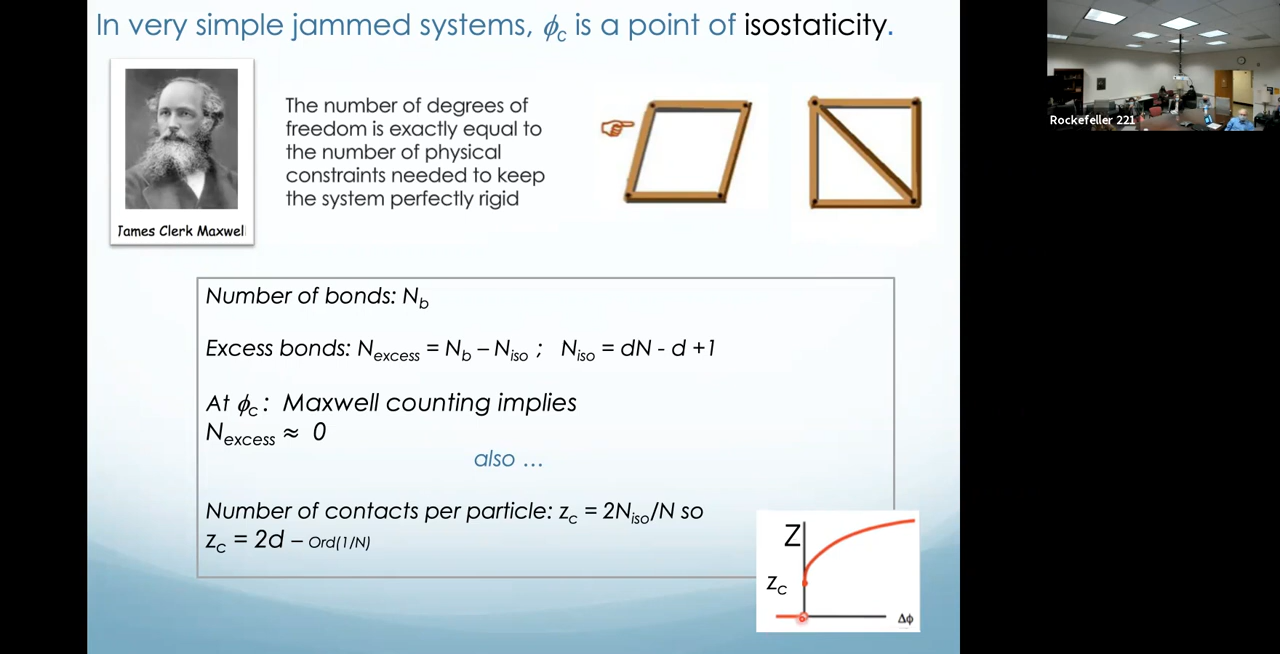 In very simple jammed systems, ϕc is a point of isostaticity.
The number of degrees of
freedom is exactly equal to
the number of physical
constraints needed to keep
the system perfectly rigid
James Clerk Maxwel
Number of bonds: Nb
Excess bonds: Nexcess = Nb – Niso ; Niso = dN - d +1
At ϕc : Maxwell counting implies
Nexcess ≈ 0
also ...
Number of contacts per particle: zc = 2Niso/N so
zc = 2d – Ord(1/N)
Z
zc
Δϕ
Rockefeller 221